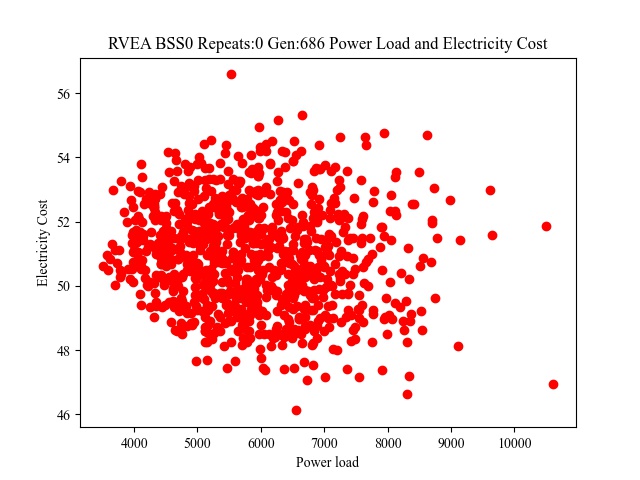 RVEA BSS0 Repeats:0 Gen:686 Power Load and Electricity Cost
56
54
52
50
48
46
Electricity Cost
4000 5000 6000 7000 8000 9000 10000
Power load